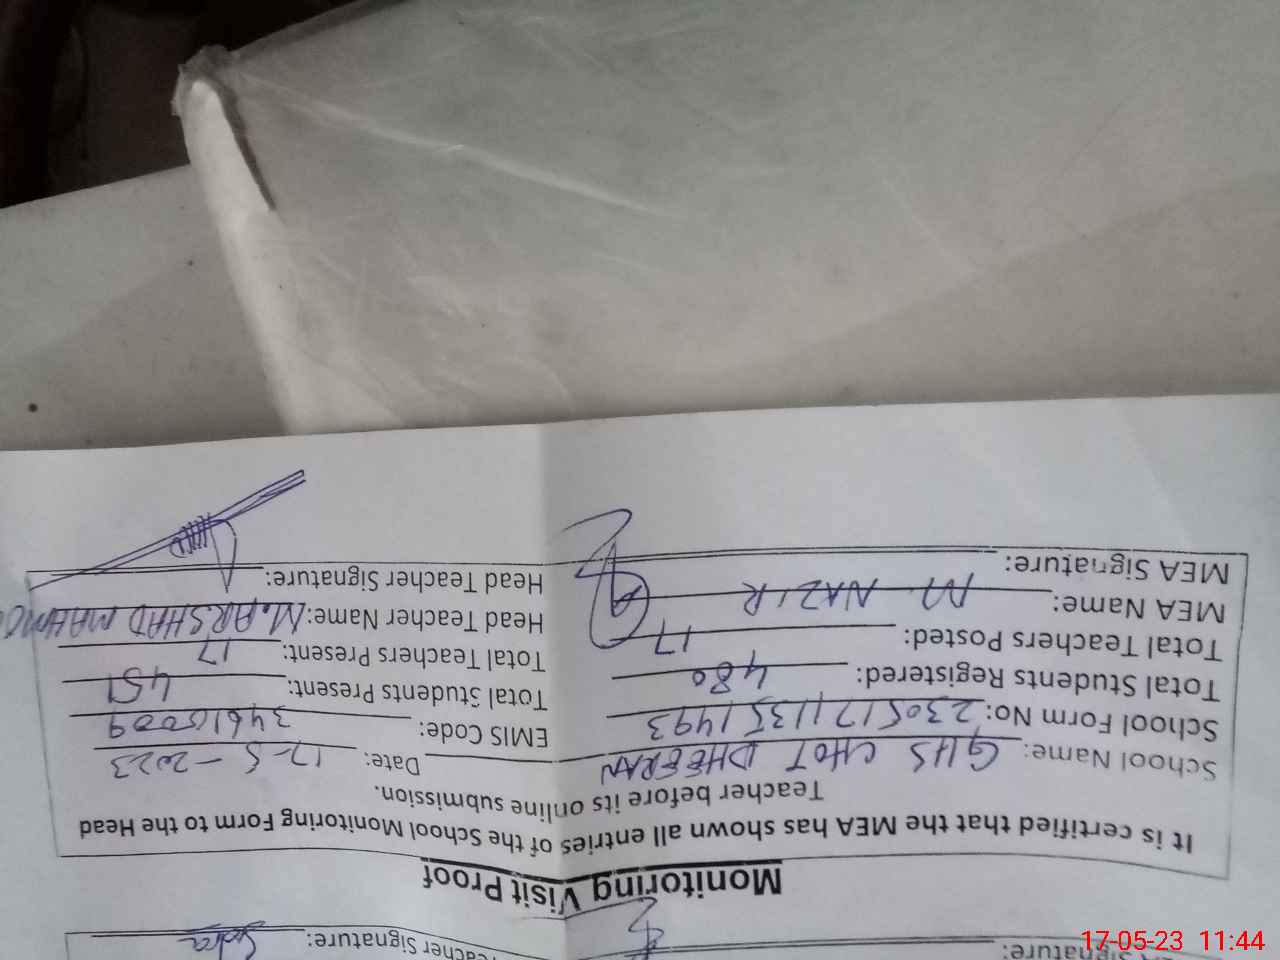 Signature:
Teacher Signature:
Monitoring Visit Proof
It is certified that the MEA has shown all entries of the School Monitoring Form to the Head
Teacher before its online submission.
School Name: GHS CHOT DHEERAN Date: 17-5-2023
School Form No: 23051711351493 EMIS Code: 34610009
Total Students Registered: 480 Total Students Present: 451
Total Teachers Posted: 17 Total Teachers Present: 17
MEA Name: M. NAZIR Head Teacher Name: M. ARSHAD MAHMO
MEA Signature: Head Teacher Signature:
17-05-23 11:44